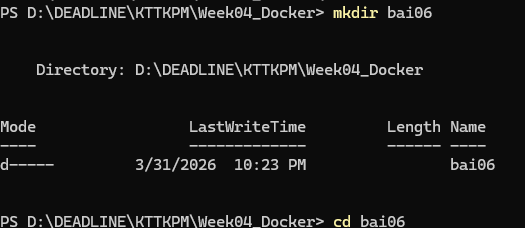 PS D:\DEADLINE\KTTKPM\Week04_Docker> mkdir bai06
Directory: D:\DEADLINE\KTTKPM\Week04_Docker
Mode                LastWriteTime         Length Name
----                -------------         ------ ----
d-----        3/31/2026  10:23 PM                bai06
PS D:\DEADLINE\KTTKPM\Week04_Docker> cd bai06